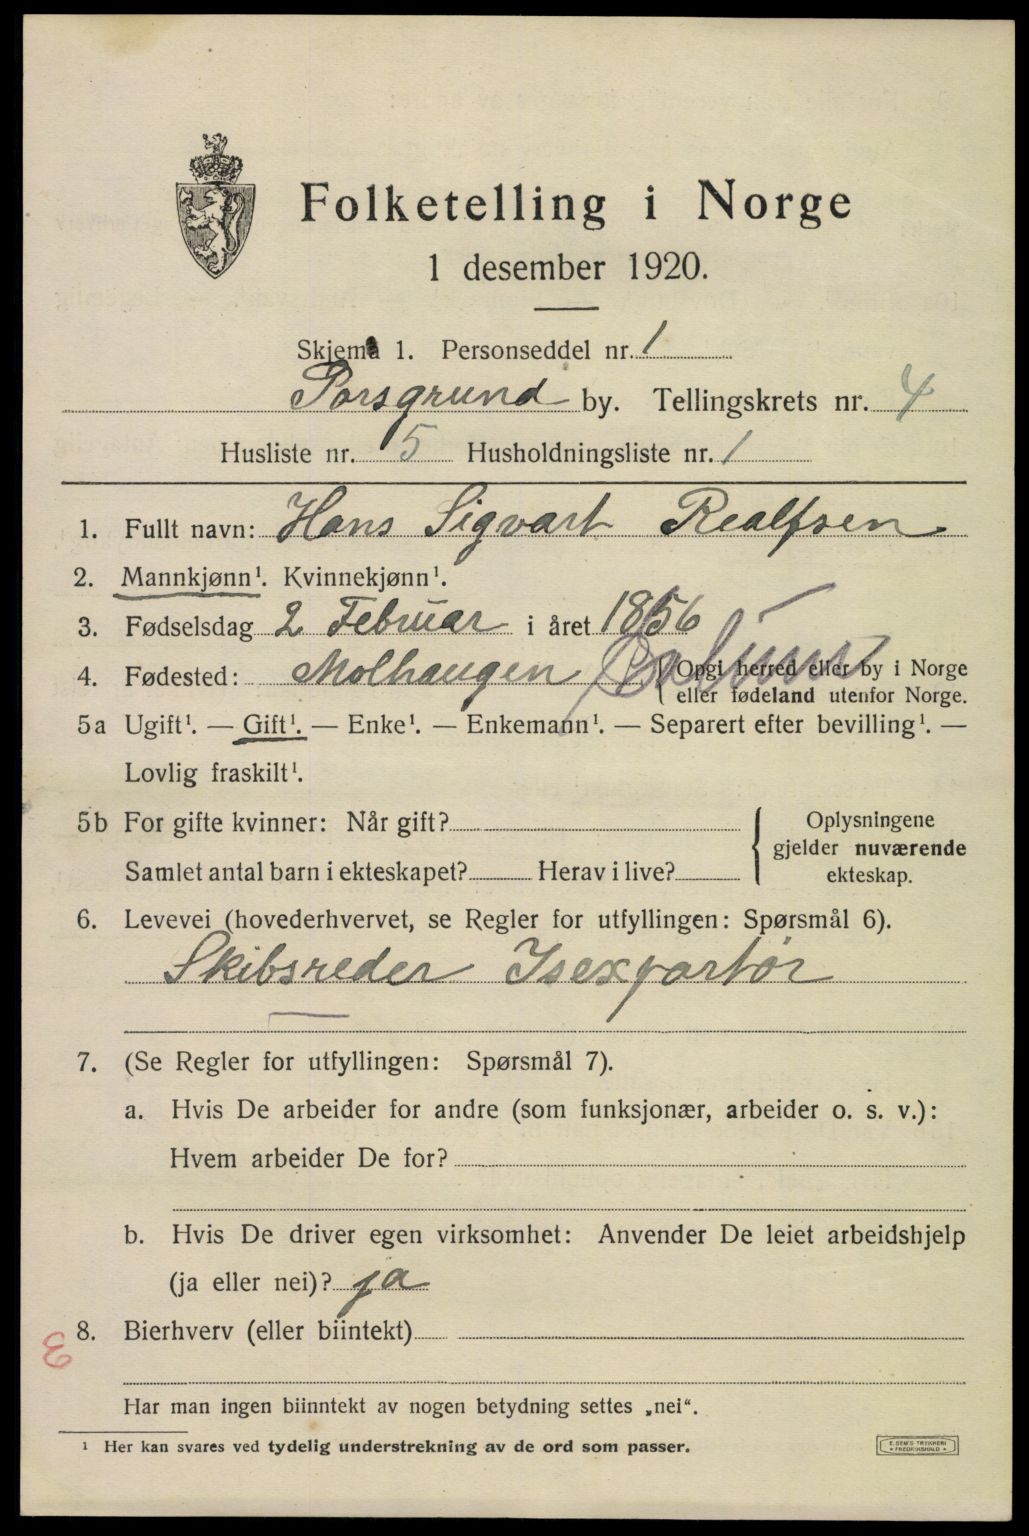 Folketelling i Norge
1 desember 1920.
Skjema 1. Personseddel nr. 1
Porsgrund by. Tellingskrets nr. 4
Husliste nr. 5 Husholdningsliste nr. 1
1. Fullt navn: Hans Sigvart Realfsen
2. Mannkjønn¹. Kvinnekjønn¹.
3. Fødselsdag 2 Februar i året 1856
4. Fødested: Molhaugen { Opgi herred eller by i Norge
eller fødeland utenfor Norge.
5a Ugift¹. — Gift¹. — Enke¹. — Enkemann¹. — Separert efter bevilling¹. —
Lovlig fraskilt¹.
5b For gifte kvinner: Når gift?
Samlet antal barn i ekteskapet? Herav i live?
Oplysningene
gjelder nuværende
ekteskap.
6. Levevei (hovederhvervet, se Regler for utfyllingen: Spørsmål 6).
Skibsreder Isexportør
7. (Se Regler for utfyllingen: Spørsmål 7).
a. Hvis De arbeider for andre (som funksjonær, arbeider o. s. v.):
Hvem arbeider De for?
b. Hvis De driver egen virksomhet: Anvender De leiet arbeidshjelp
(ja eller nei)? ja
8. Bierhverv (eller biintekt)
Har man ingen biinntekt av nogen betydning settes „nei“.
¹ Her kan svares ved tydelig understrekning av de ord som passer.
E. SEM'S TRYKKERI
FREDRIKSHALD